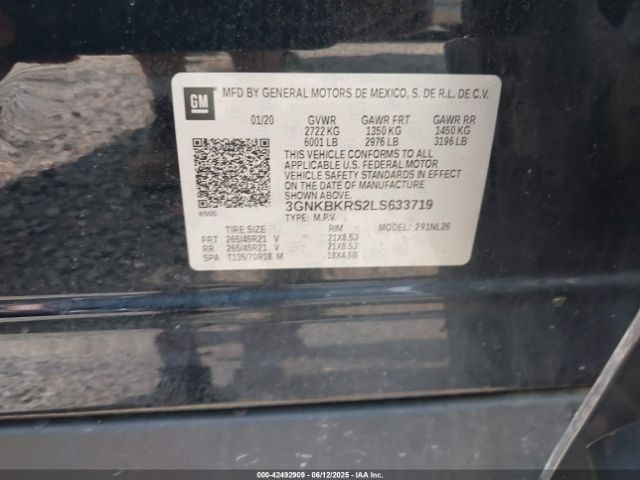 GM
MFD BY GENERAL MOTORS DE MEXICO, S. DE R.L. DE C.V.
01/20 GVWR GAWR FRT GAWR RR
2722 KG 1350 KG 1450 KG
6001 LB 2976 LB 3196 LB
THIS VEHICLE CONFORMS TO ALL
APPLICABLE U.S. FEDERAL MOTOR
VEHICLE SAFETY STANDARDS IN EFFECT
ON THE DATE OF MANUFACTURE
SHOWN ABOVE.
3GNKBKRS2LS633719
TYPE: M.P.V. MODEL: 291NL26
TIRE SIZE RIM
FRT 265/45R21 V 21X8.5J
RR 265/45R21 V 21X8.5J
SPA T135/70R18 M 18X4.5B
000-42492909 - 06/12/2025 - IAAI.com